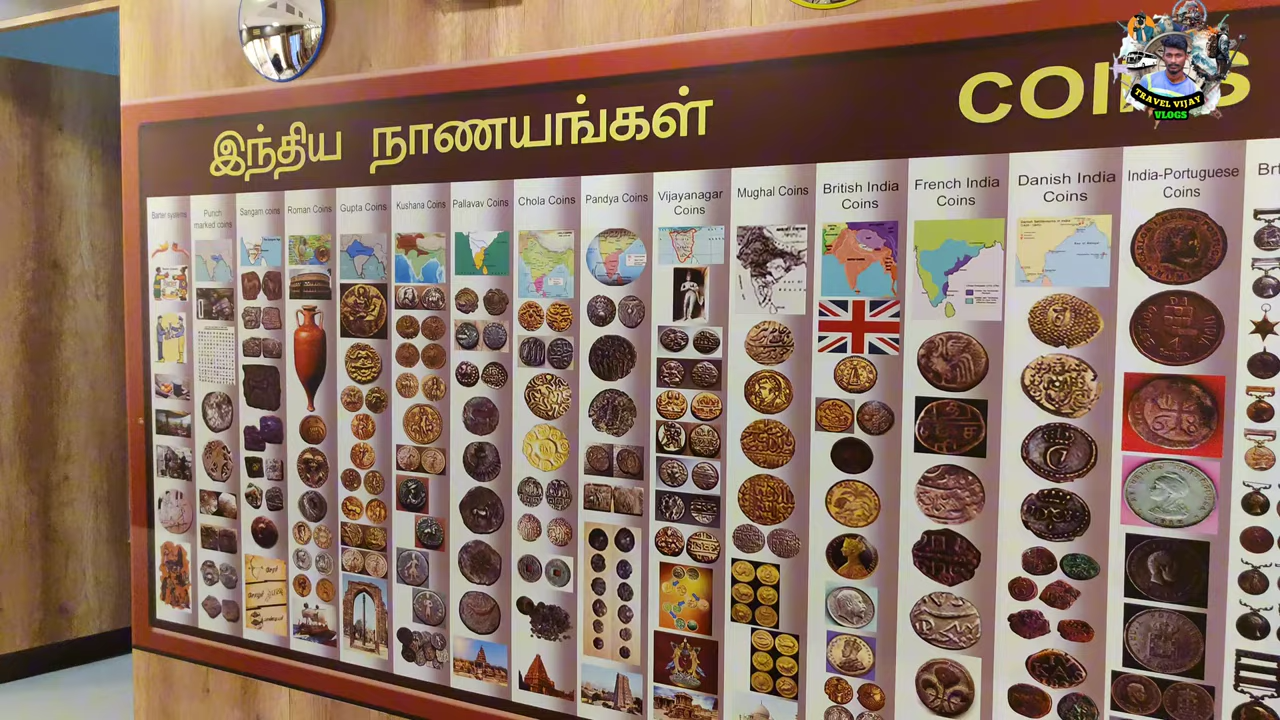 இந்திய நாணயங்கள்
COINS
TRAVEL VIJAY
VLOGS
Barter systems
Punch
marked coins
Sangam coins
Roman Coins
Gupta Coins
Kushana Coins
Pallavav Coins
Chola Coins
Pandya Coins
Vijayanagar
Coins
Mughal Coins
British India
Coins
French India
Coins
Danish India
Coins
India-Portuguese
Coins